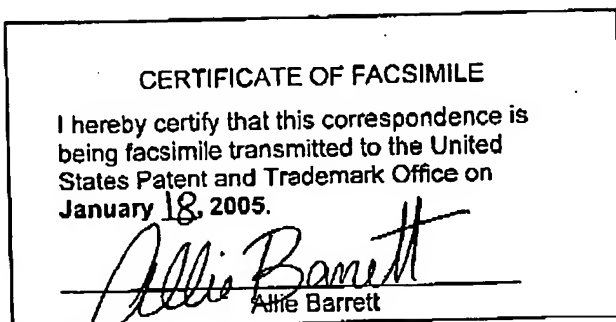 CERTIFICATE OF FACSIMILE
I hereby certify that this correspondence is
being facsimile transmitted to the United
States Patent and Trademark Office on
January 18, 2005.
Allie Barrett
Allie Barrett